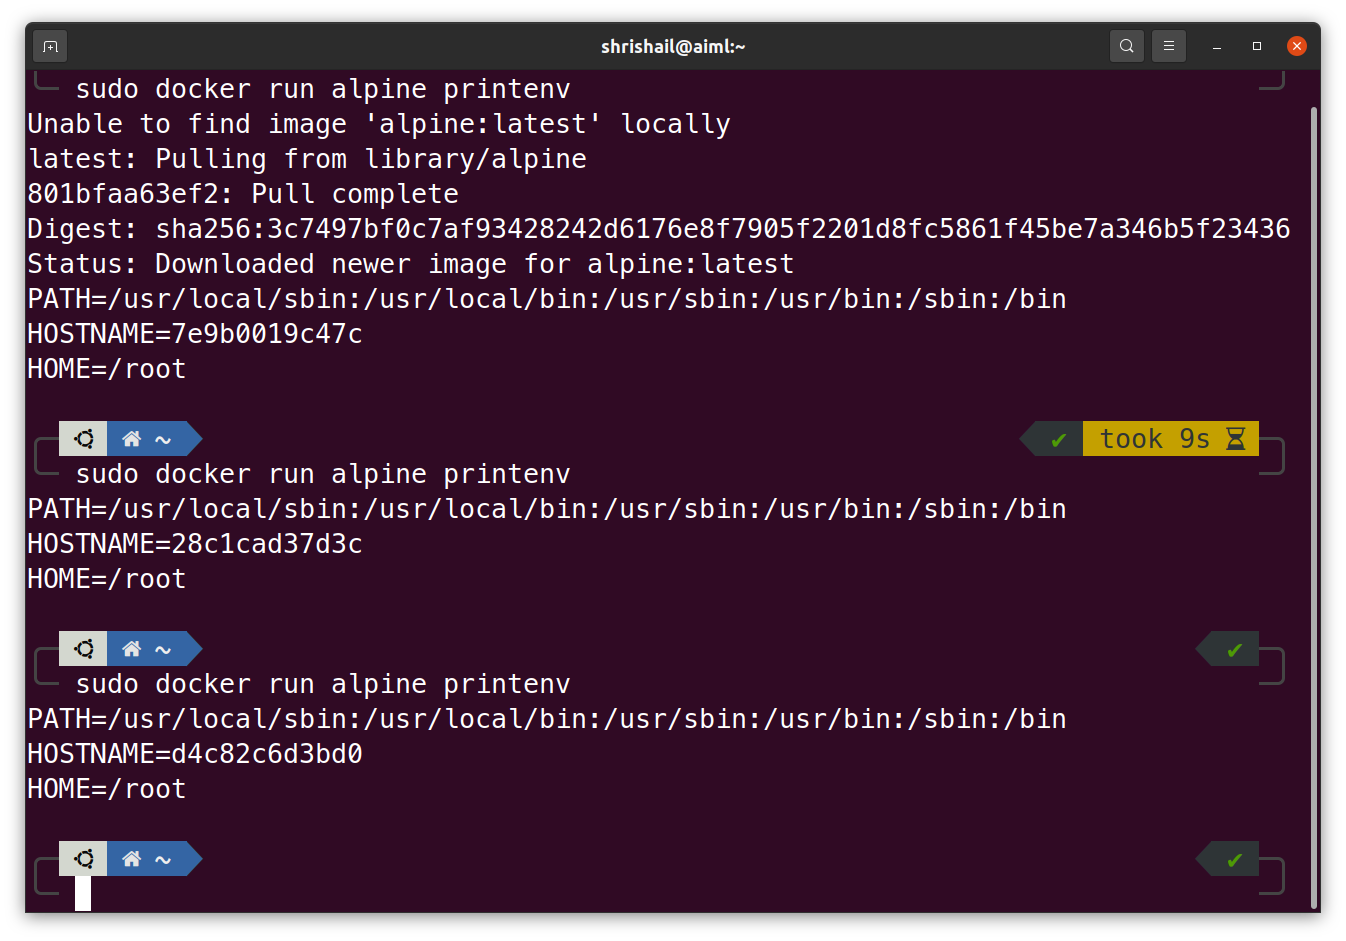 shrishail@aiml:~
sudo docker run alpine printenv
Unable to find image 'alpine:latest' locally
latest: Pulling from library/alpine
801bfaa63ef2: Pull complete
Digest: sha256:3c7497bf0c7af93428242d6176e8f7905f2201d8fc5861f45be7a346b5f23436
Status: Downloaded newer image for alpine:latest
PATH=/usr/local/sbin:/usr/local/bin:/usr/sbin:/usr/bin:/sbin:/bin
HOSTNAME=7e9b0019c47c
HOME=/root
~ ✔ took 9s
sudo docker run alpine printenv
PATH=/usr/local/sbin:/usr/local/bin:/usr/sbin:/usr/bin:/sbin:/bin
HOSTNAME=28c1cad37d3c
HOME=/root
~ ✔
sudo docker run alpine printenv
PATH=/usr/local/sbin:/usr/local/bin:/usr/sbin:/usr/bin:/sbin:/bin
HOSTNAME=d4c82c6d3bd0
HOME=/root
~ ✔